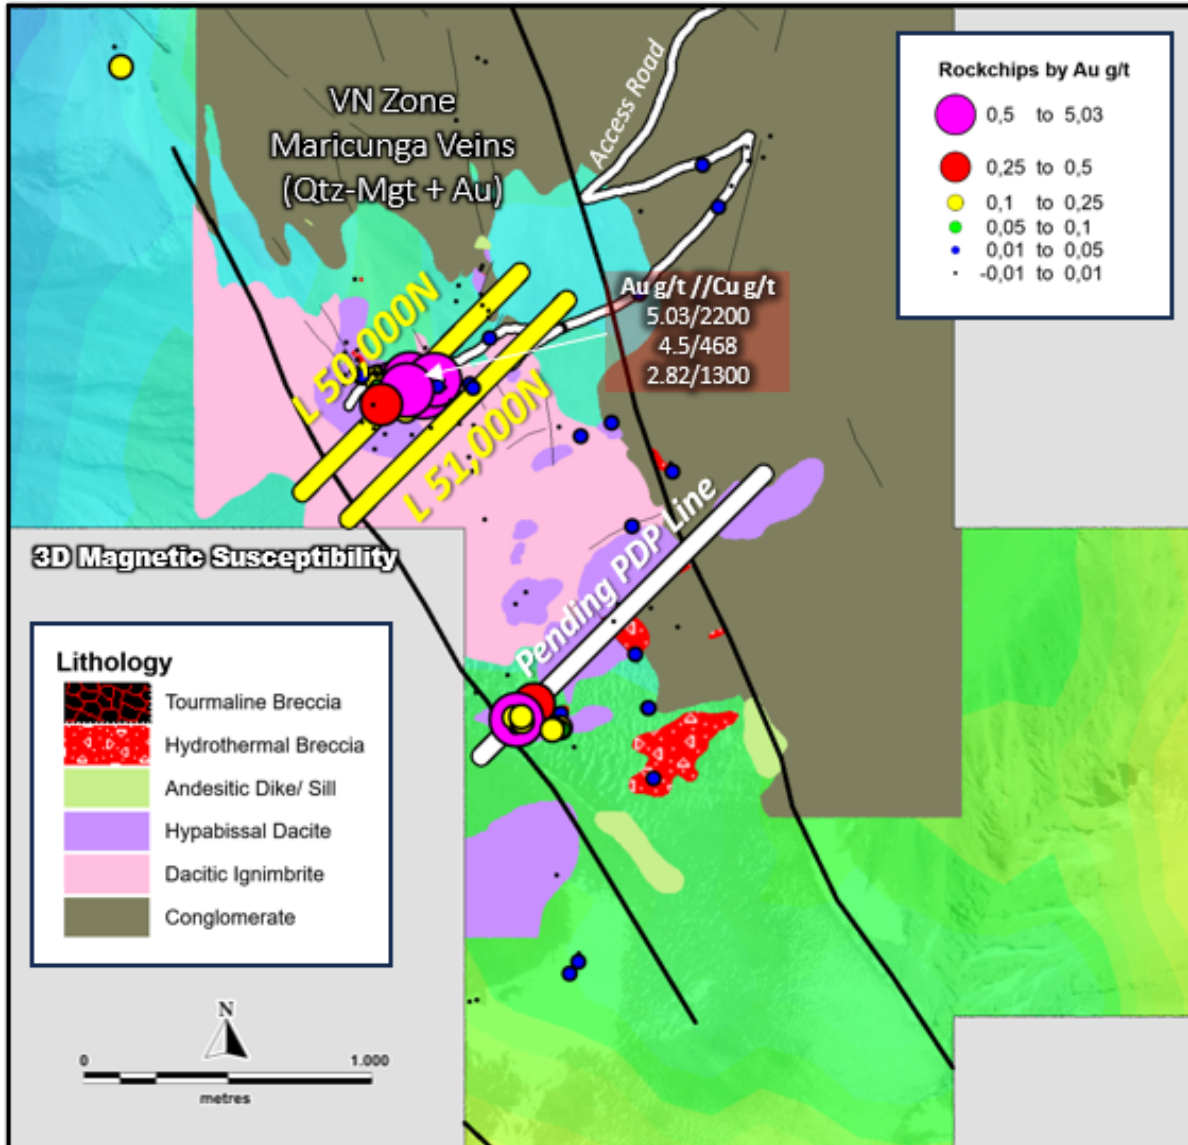 VN Zone
Maricunga Veins
(Qtz-Mgt + Au)
Access Road
Rockchips by Au g/t
0,5 to 5,03
0,25 to 0,5
0,1 to 0,25
0,05 to 0,1
0,01 to 0,05
-0,01 to 0,01
Au g/t //Cu g/t
5.03/2200
4.5/468
2.82/1300
L 50,000N
L 51,000N
Pending PDP Line
3D Magnetic Susceptibility
Lithology
Tourmaline Breccia
Hydrothermal Breccia
Andesitic Dike/ Sill
Hypabissal Dacite
Dacitic Ignimbrite
Conglomerate
N
0 1.000
metres